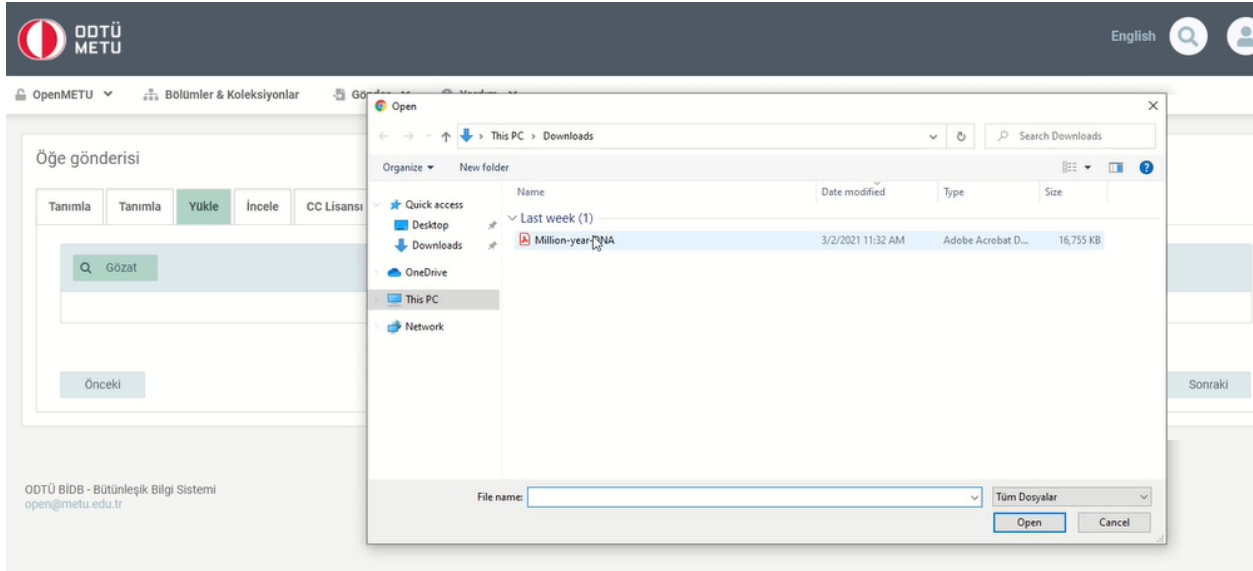 ODTÜ
METU
English
OpenMETU
Bölümler & Koleksiyonlar
Open
This PC > Downloads
Search Downloads
Öğe gönderisi
Organize
New folder
Tanımla
Tanımla
Yükle
İncele
CC Lisansı
Name
Date modified
Type
Size
Quick access
Last week (1)
Desktop
Downloads
Million-year-DNA
3/2/2021 11:32 AM
Adobe Acrobat D...
16,755 KB
Gözat
OneDrive
This PC
Network
Önceki
Sonraki
ODTÜ BİDB - Bütünleşik Bilgi Sistemi
open@metu.edu.tr
File name:
Tüm Dosyalar
Open
Cancel